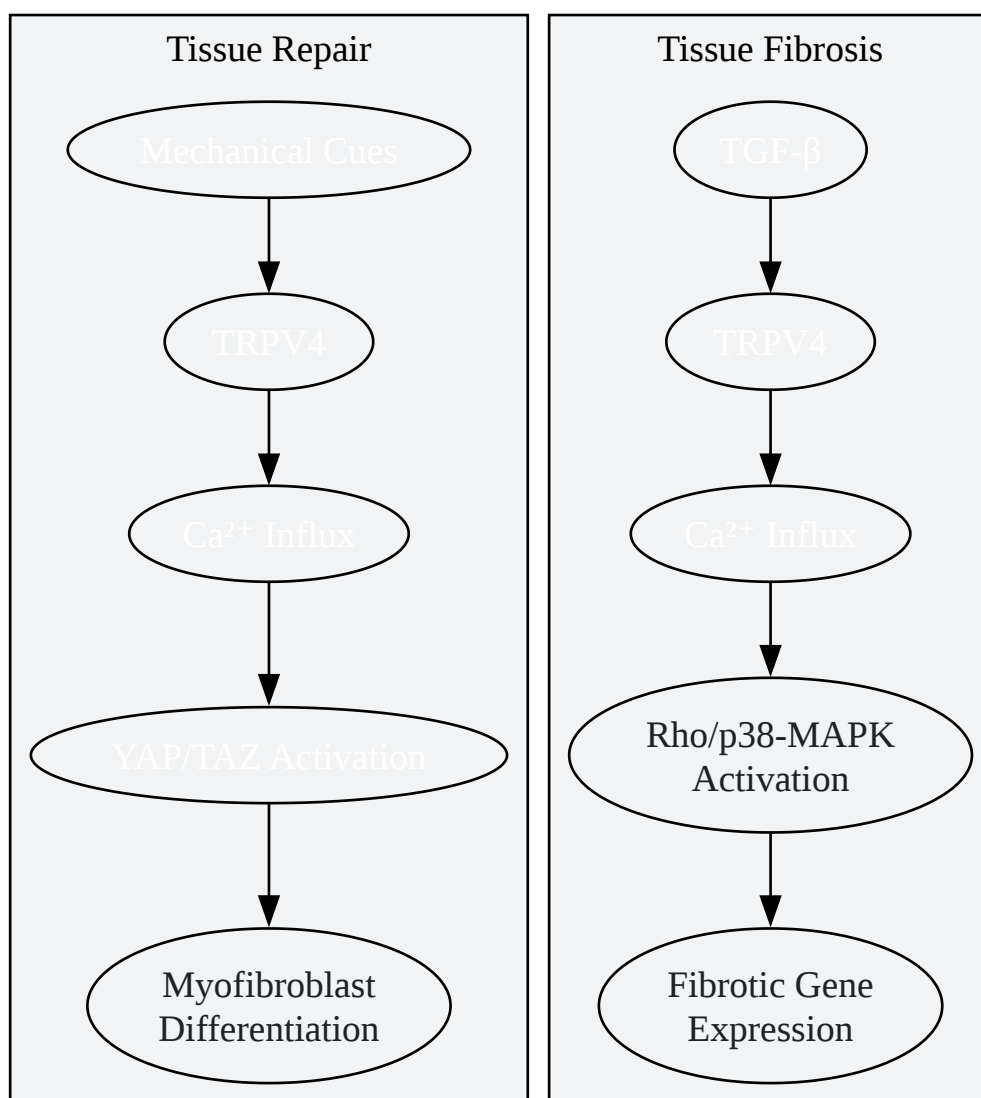 Tissue Repair
Mechanical Cues
TRPV4
Ca²⁺ Influx
YAP/TAZ Activation
Myofibroblast
Differentiation
Tissue Fibrosis
TGF-β
TRPV4
Ca²⁺ Influx
Rho/p38-MAPK
Activation
Fibrotic Gene
Expression